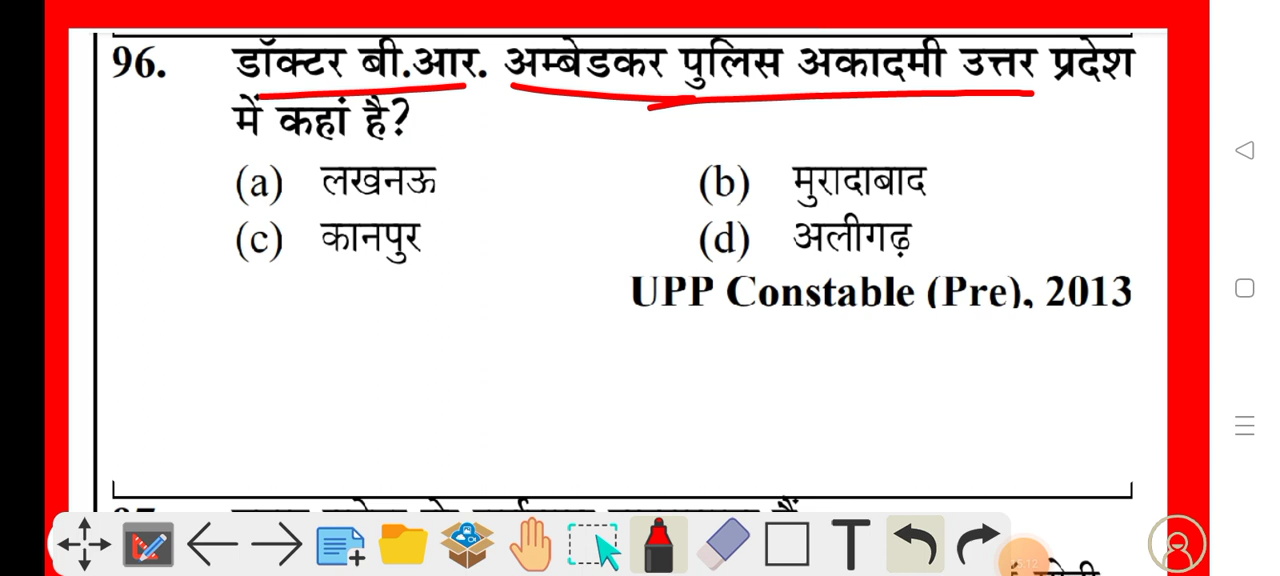 96. डॉक्टर बी.आर. अम्बेडकर पुलिस अकादमी उत्तर प्रदेश
में कहां है?
(a) लखनऊ (b) मुरादाबाद
(c) कानपुर (d) अलीगढ़
UPP Constable (Pre), 2013
T